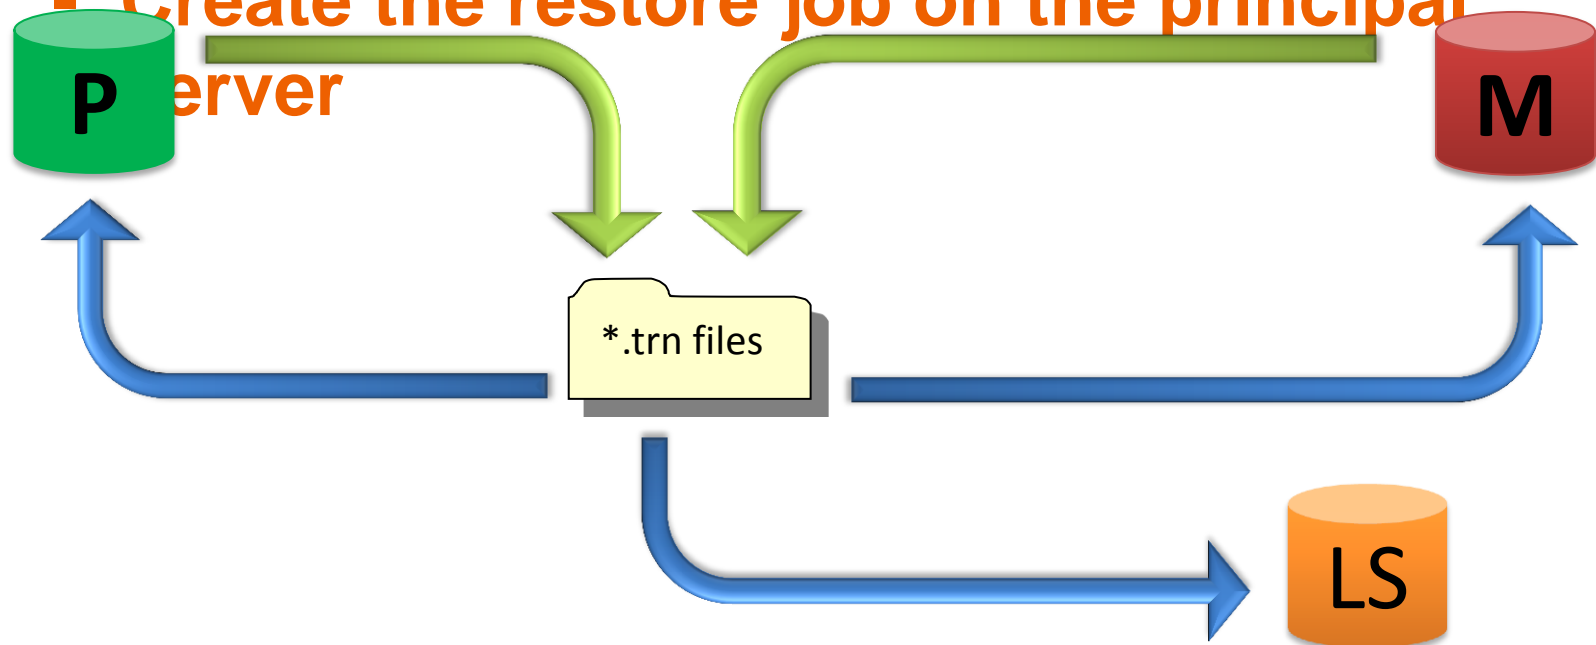 Create the restore job on the principal
erver
P
M
*.trn files
LS